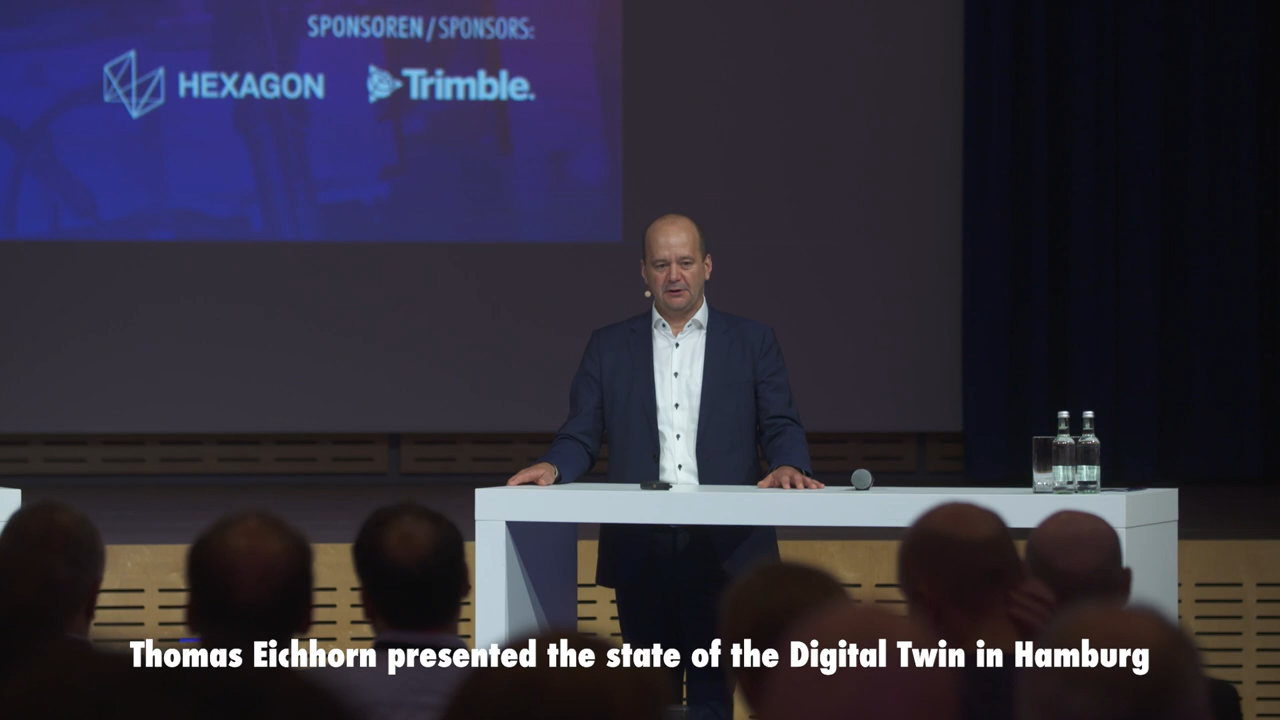 SPONSOREN / SPONSORS:
HEXAGON Trimble.
Thomas Eichhorn presented the state of the Digital Twin in Hamburg